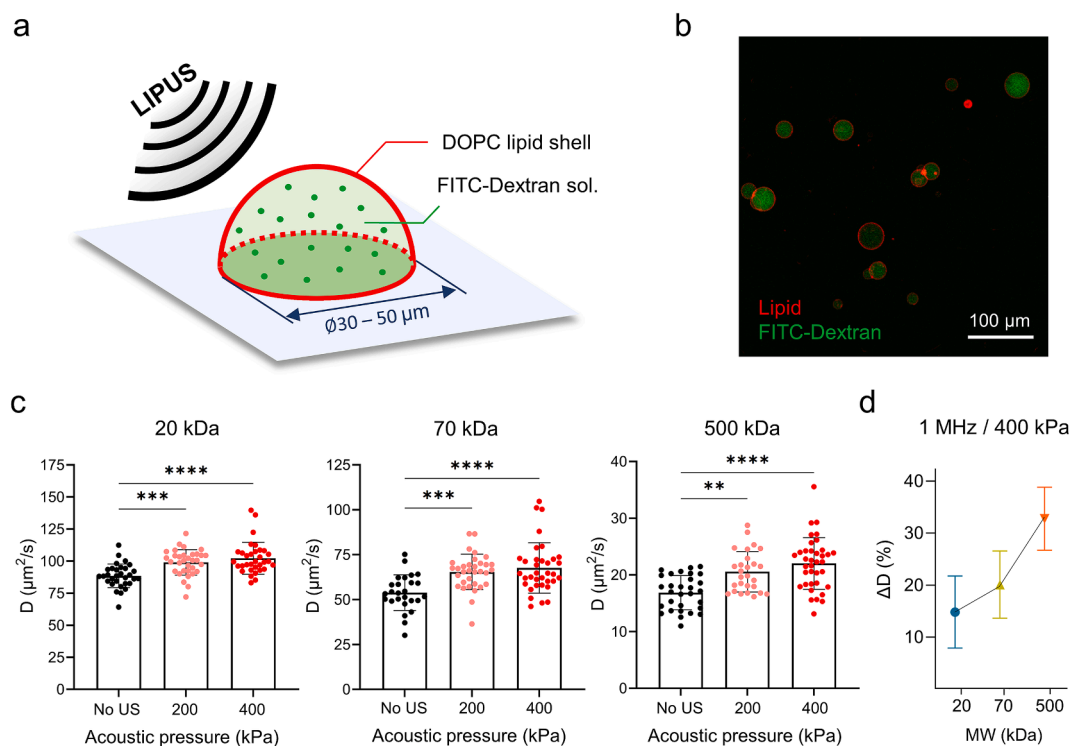 a
LIPUS
DOPC lipid shell
FITC-Dextran sol.
Ø30 – 50 µm
b
Lipid
FITC-Dextran
100 µm
c
20 kDa
D (µm²/s)
175
150
125
100
75
50
25
0
****
***
No US
200
400
Acoustic pressure (kPa)
70 kDa
D (µm²/s)
125
100
75
50
25
0
****
***
No US
200
400
Acoustic pressure (kPa)
500 kDa
D (µm²/s)
40
30
20
10
0
****
**
No US
200
400
Acoustic pressure (kPa)
d
1 MHz / 400 kPa
ΔD (%)
40
30
20
10
20
70
500
MW (kDa)